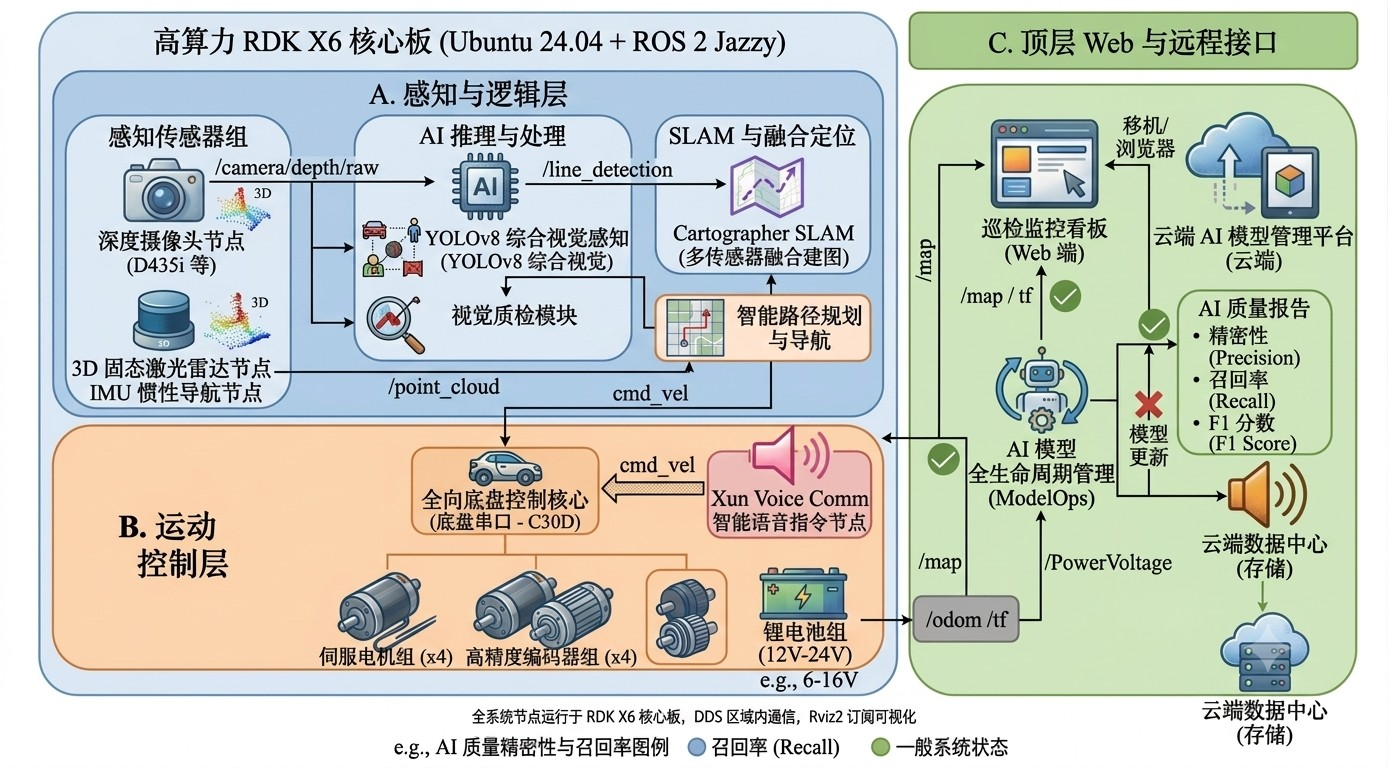 高算力 RDK X6 核心板 (Ubuntu 24.04 + ROS 2 Jazzy)
A. 感知与逻辑层
感知传感器组
/camera/depth/raw
3D
深度摄像头节点
(D435i 等)
3D
3D
3D 固态激光雷达节点
IMU 惯性导航节点
AI 推理与处理
AI
/line_detection
YOLOv8 综合视觉感知
(YOLOv8 综合视觉)
视觉质检模块
SLAM 与融合定位
Cartographer SLAM
(多传感器融合建图)
智能路径规划
与导航
/point_cloud
cmd_vel
B. 运动
控制层
全向底盘控制核心
(底盘串口 - C30D)
cmd_vel
Xun Voice Comm
智能语音指令节点
伺服电机组 (x4)
高精度编码器组 (x4)
锂电池组
(12V-24V)
e.g., 6-16V
C. 顶层 Web 与远程接口
/map
巡检监控看板
(Web 端)
移机/
浏览器
云端 AI 模型管理平台
(云端)
/map / tf
AI 质量报告
• 精密性
(Precision)
• 召回率
(Recall)
• F1 分数
(F1 Score)
模型
更新
AI 模型
全生命周期管理
(ModelOps)
/map
/PowerVoltage
/odom /tf
云端数据中心
(存储)
云端数据中心
(存储)
全系统节点运行于 RDK X6 核心板, DDS 区域内通信, Rviz2 订阅可视化
e.g., AI 质量精密性与召回率图例
召回率 (Recall)
一般系统状态